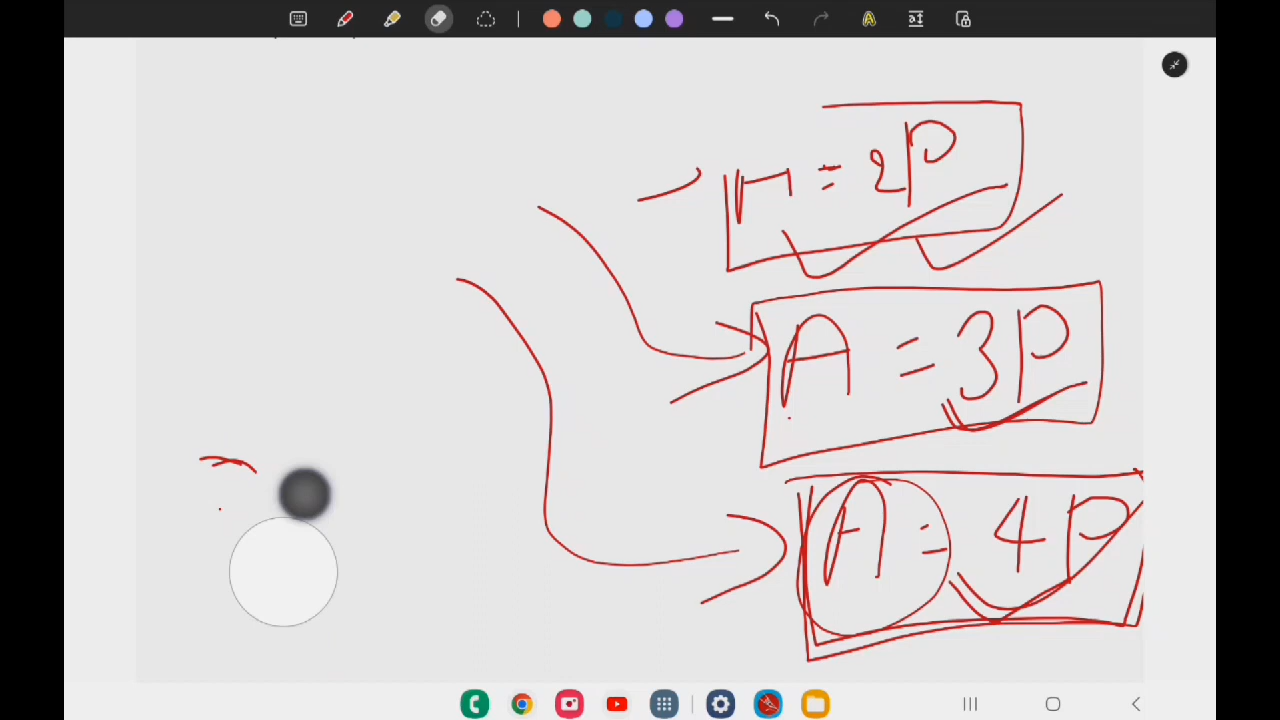 = 2P
A = 3P
A = 4P